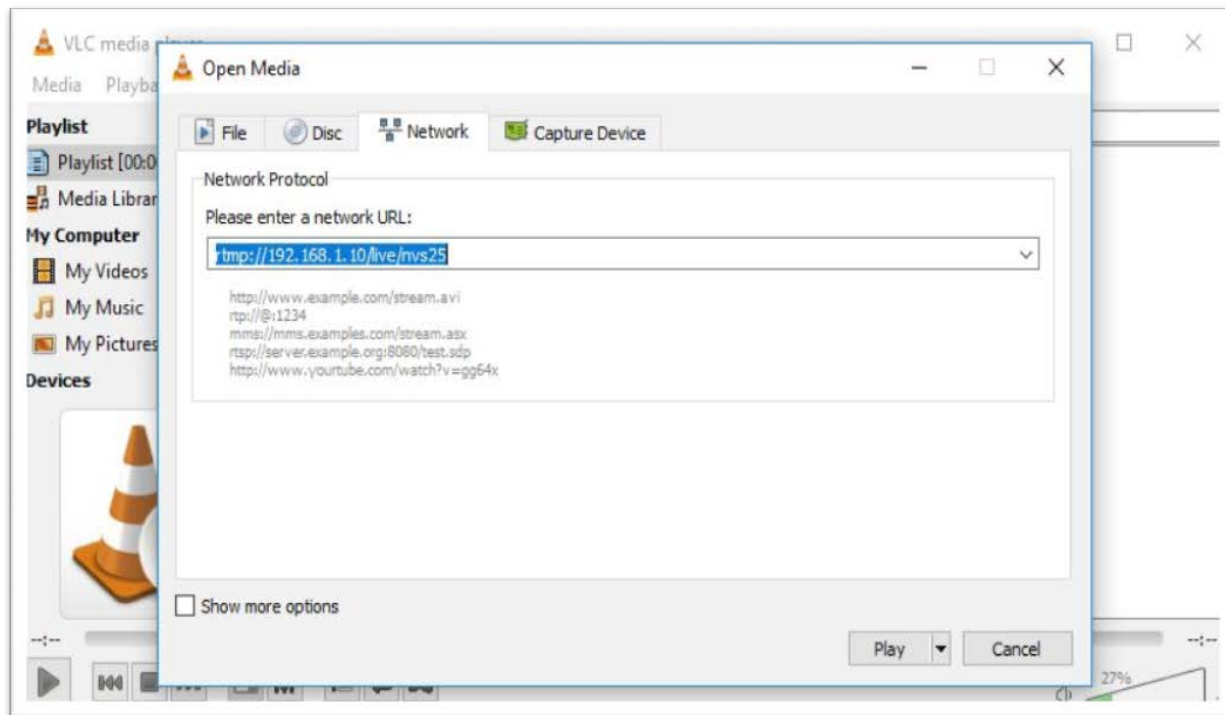 VLC media player
Media Playba
Open Media
File Disc Network Capture Device
Playlist
Playlist [00:0
Media Librar
My Computer
My Videos
My Music
My Pictures
Devices
Network Protocol
Please enter a network URL:
rtmp://192.168.1.10/live/nvs25
http://www.example.com/stream.avi
rtp://@:1234
mms://mms.examples.com/stream.asx
rtsp://server.example.org:8080/test.sdp
http://www.yourtube.com/watch?v=gg64x
Show more options
Play Cancel
--:-- --:--
27%